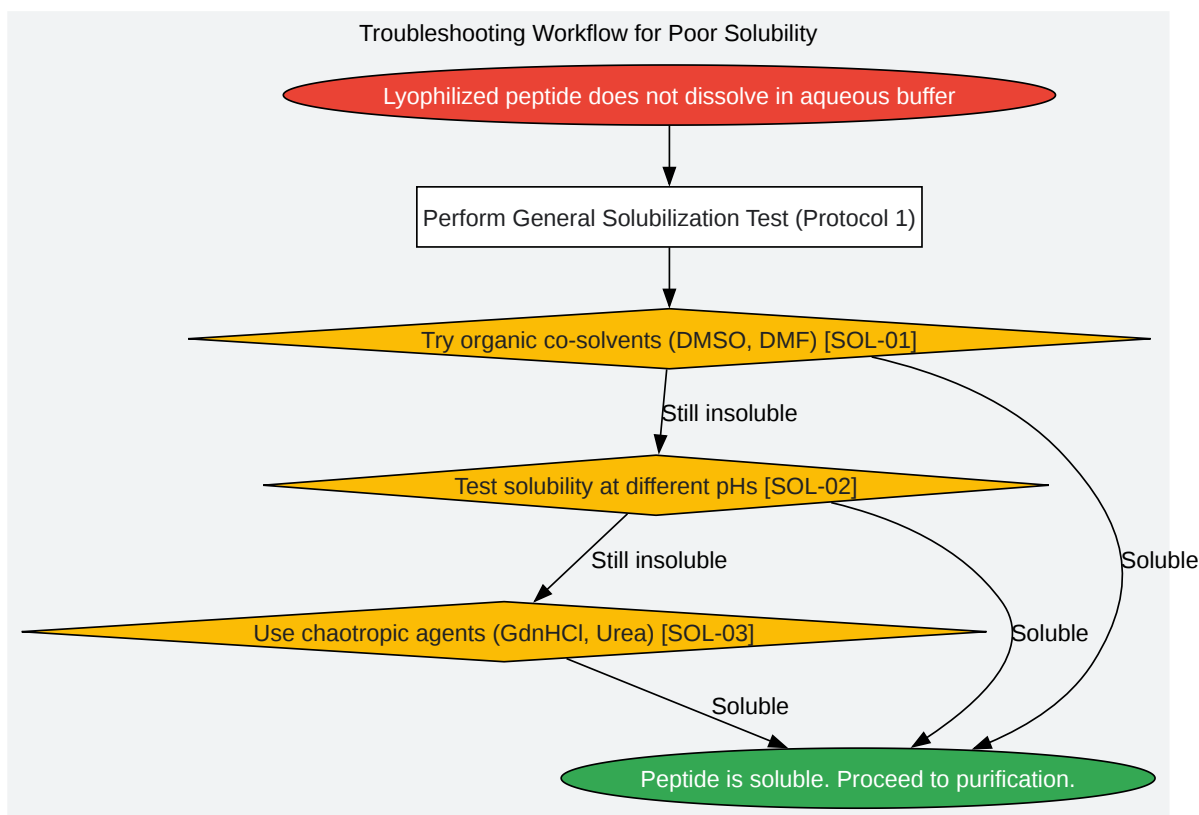 Troubleshooting Workflow for Poor Solubility
Lyophilized peptide does not dissolve in aqueous buffer
Perform General Solubilization Test (Protocol 1)
Try organic co-solvents (DMSO, DMF) [SOL-01]
Still insoluble
Test solubility at different pHs [SOL-02]
Still insoluble
Soluble
Use chaotropic agents (GdnHCl, Urea) [SOL-03]
Soluble
Soluble
Peptide is soluble. Proceed to purification.